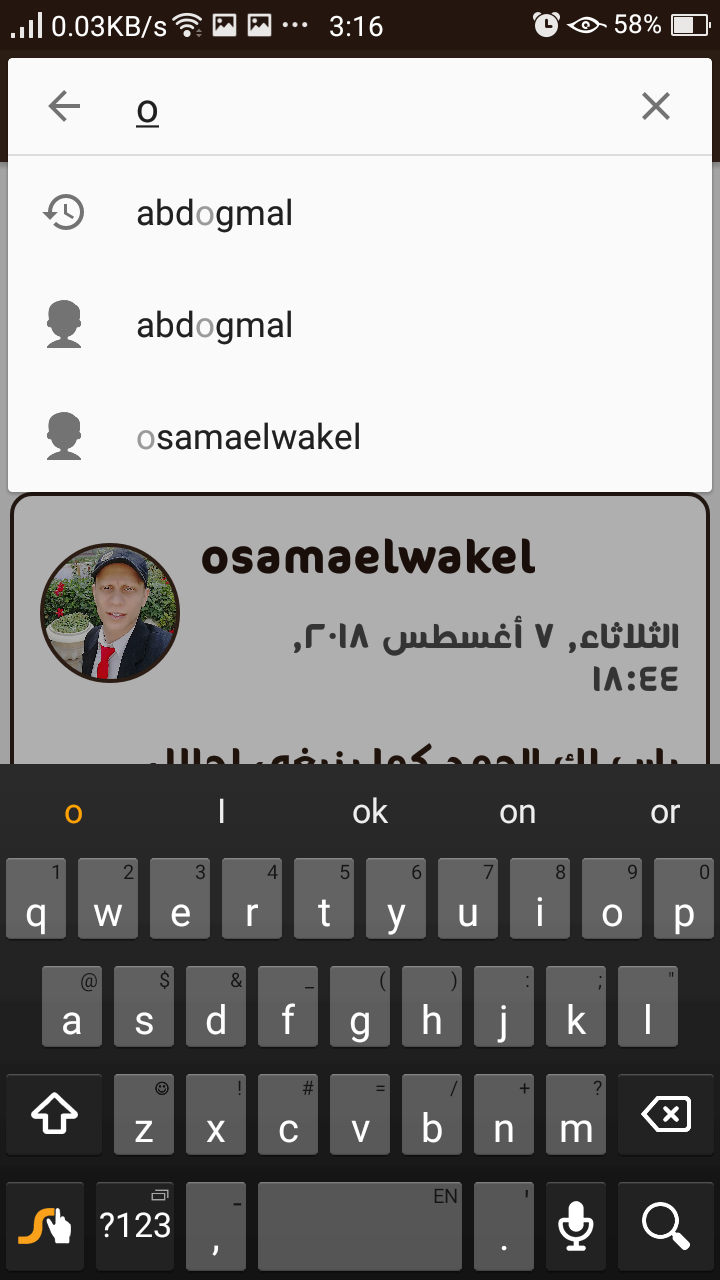 0.03KB/s ... 3:16 58%
o
abdogmal
abdogmal
osamaelwakel
osamaelwakel
الثلاثاء, ٧ أغسطس ٢٠١٨,
١٨:٤٤
o l ok on or
1 2 3 4 5 6 7 8 9 0
q w e r t y u i o p
@ $ & _ ( ) : ; "
a s d f g h j k l
! # = / + ?
z x c v b n m
- EN '
?123 , .